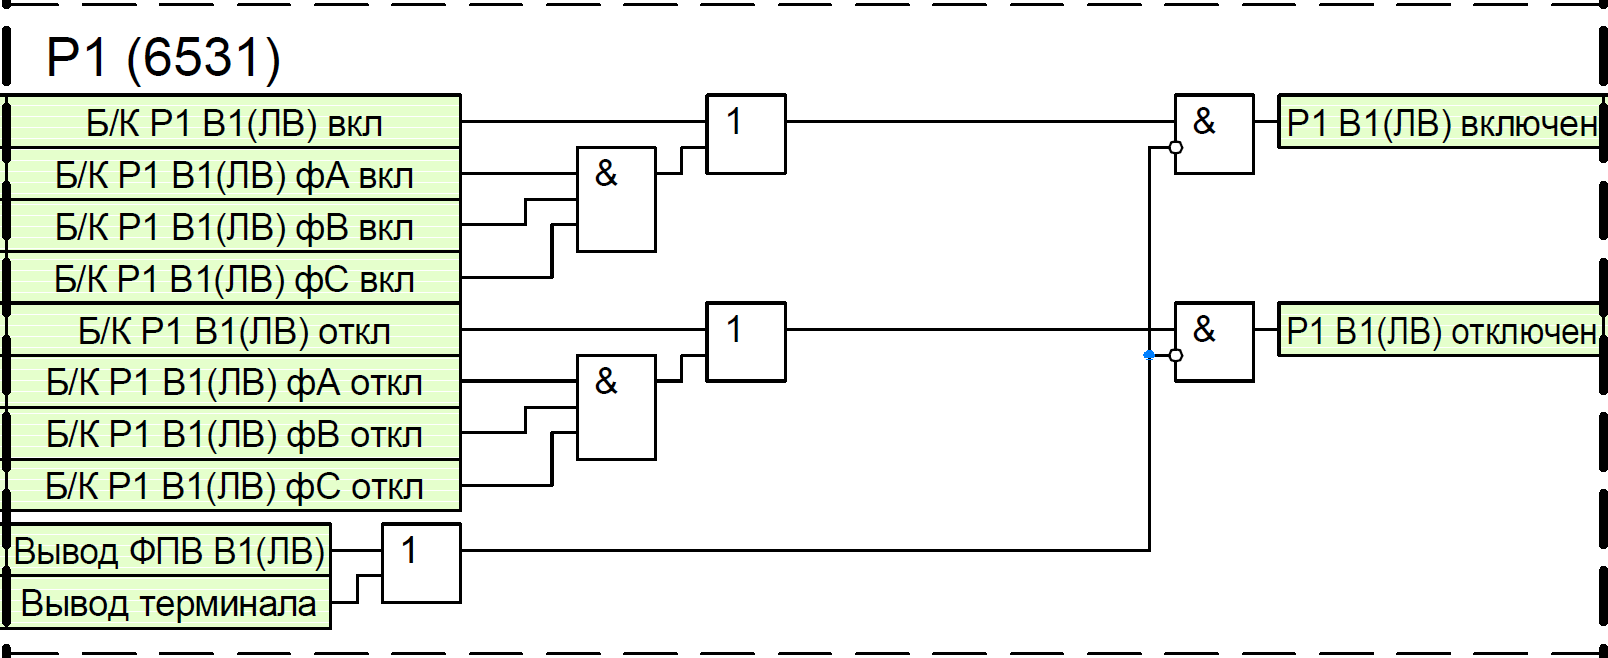 Р1 (6531)
Б/К Р1 В1(ЛВ) вкл
1
&
Р1 В1(ЛВ) включен
Б/К Р1 В1(ЛВ) фА вкл
&
Б/К Р1 В1(ЛВ) фВ вкл
Б/К Р1 В1(ЛВ) фС вкл
Б/К Р1 В1(ЛВ) откл
1
&
Р1 В1(ЛВ) отключен
Б/К Р1 В1(ЛВ) фА откл
&
Б/К Р1 В1(ЛВ) фВ откл
Б/К Р1 В1(ЛВ) фС откл
Вывод ФПВ В1(ЛВ)
1
Вывод терминала